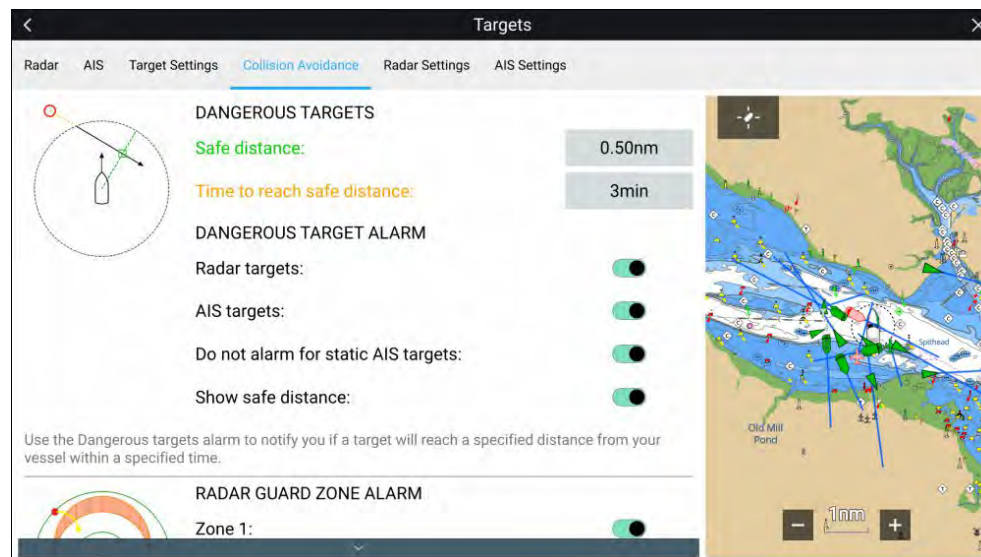 Targets
Radar AIS Target Settings Collision Avoidance Radar Settings AIS Settings
DANGEROUS TARGETS
Safe distance: 0.50nm
Time to reach safe distance: 3min
DANGEROUS TARGET ALARM
Radar targets:
AIS targets:
Do not alarm for static AIS targets:
Show safe distance:
Use the Dangerous targets alarm to notify you if a target will reach a specified distance from your
vessel within a specified time.
RADAR GUARD ZONE ALARM
Zone 1:
Spithead
Old Mill
Pond
1nm